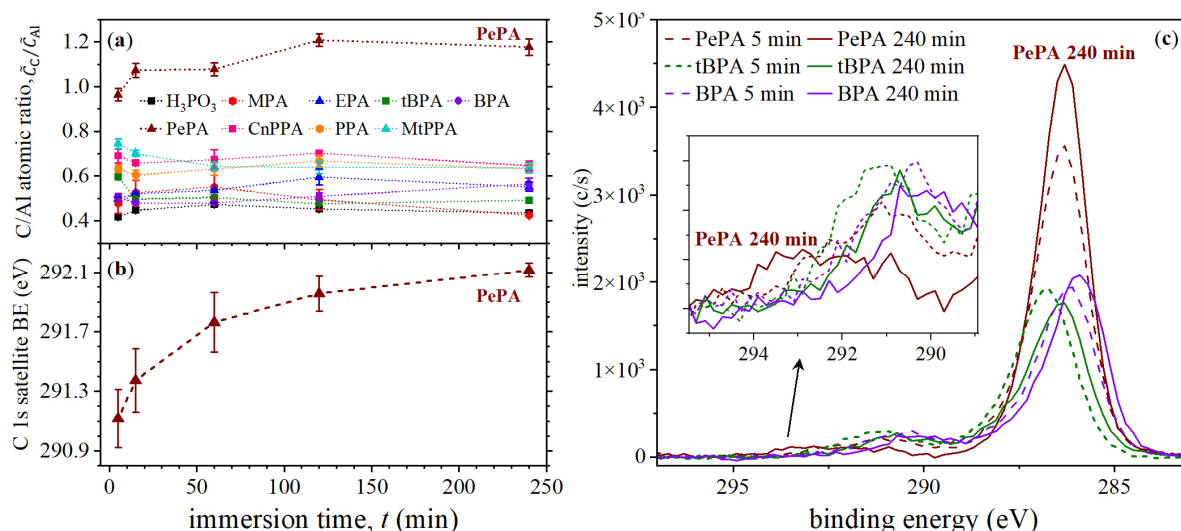 (a)
PePA
C/Al atomic ratio, C̃_C/C̃_Al
1.2
1.0
0.8
0.6
0.4
H₃PO₃ MPA EPA tBPA BPA
PePA CnPPA PPA MtPPA
(b)
PePA
C 1s satellite BE (eV)
292.1
291.7
291.3
290.9
0 50 100 150 200 250
immersion time, t (min)
(c)
5×10³
4×10³
3×10³
2×10³
1×10³
0
intensity (c/s)
PePA 5 min PePA 240 min
tBPA 5 min tBPA 240 min
BPA 5 min BPA 240 min
PePA 240 min
PePA 240 min
294 292 290
295 290 285
binding energy (eV)